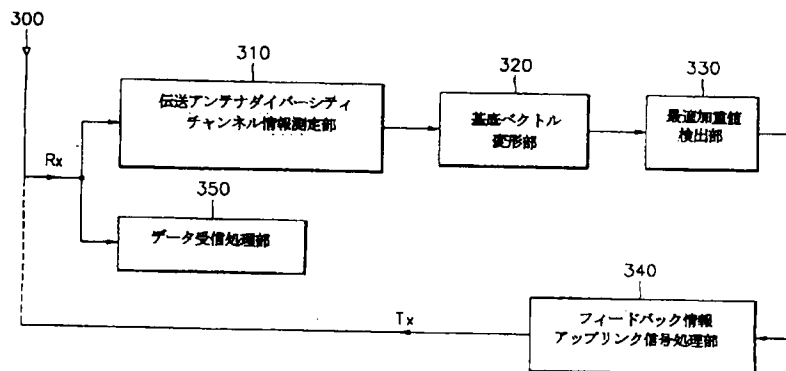 300
310
伝送アンテナダイバーシティ
チャンネル情報測定部
320
基底ベクトル
変形部
330
最適加重値
検出部
Rx
350
データ受信処理部
340
フィードバック情報
アップリンク信号処理部
Tx